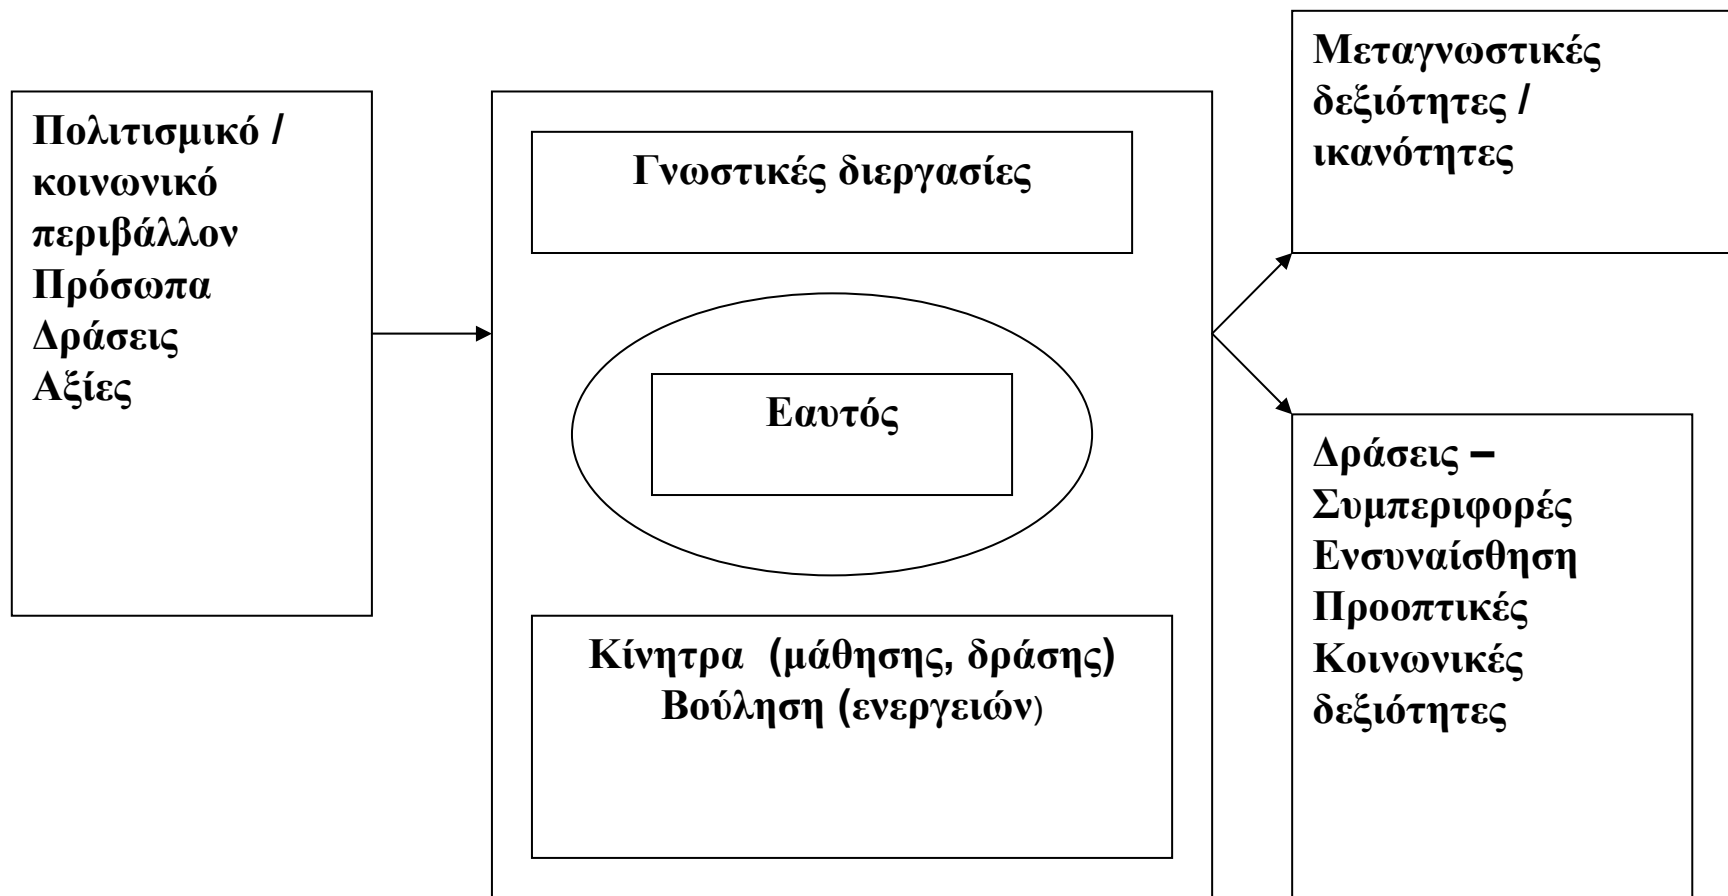 Πολιτισμικό /
κοινωνικό
περιβάλλον
Πρόσωπα
Δράσεις
Αξίες
Γνωστικές διεργασίες
Εαυτός
Κίνητρα (μάθησης, δράσης)
Βούληση (ενεργειών)
Μεταγνωστικές
δεξιότητες /
ικανότητες
Δράσεις –
Συμπεριφορές
Ενσυναίσθηση
Προοπτικές
Κοινωνικές
δεξιότητες